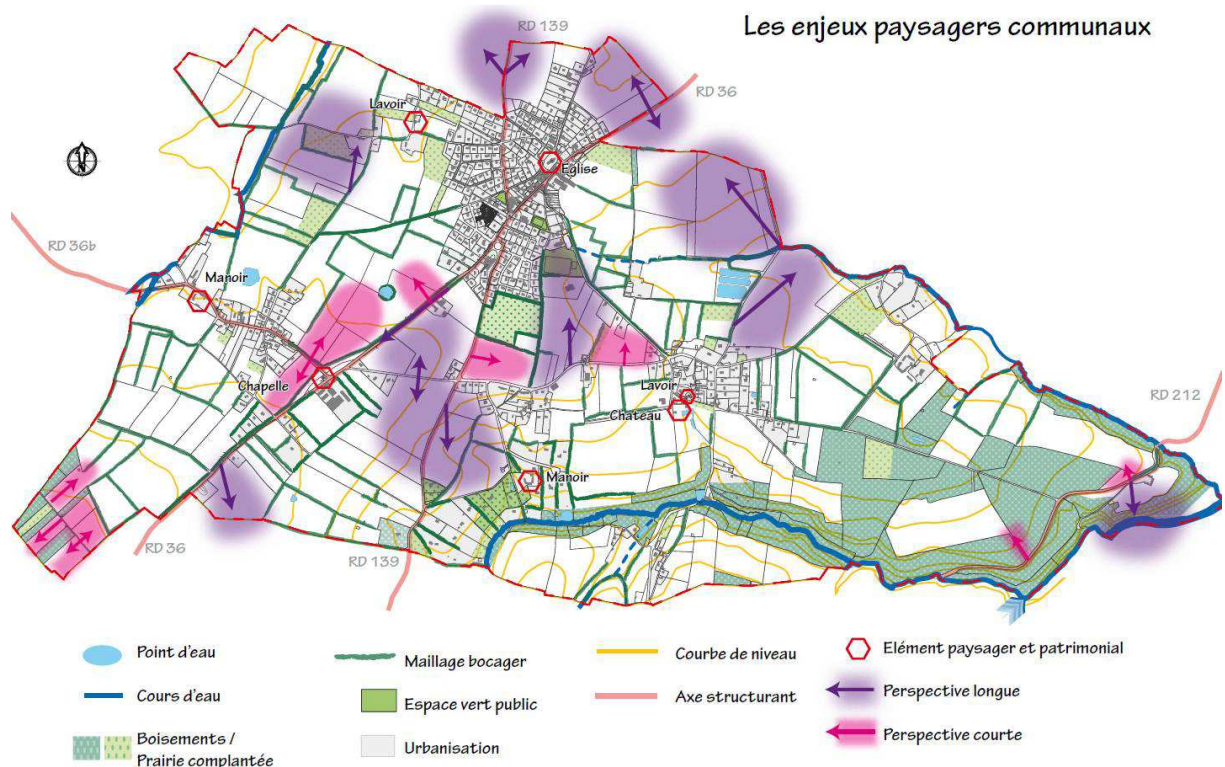 Les enjeux paysagers communaux
RD 139
RD 36
Lavoir
Eglise
RD 36b
Manoir
Chapelle
Lavoir
Chateau
RD 212
Manoir
RD 36
RD 139
Point d'eau
Maillage bocager
Courbe de niveau
Elément paysager et patrimonial
Cours d'eau
Espace vert public
Axe structurant
Perspective longue
Boisements /
Prairie complantée
Urbanisation
Perspective courte